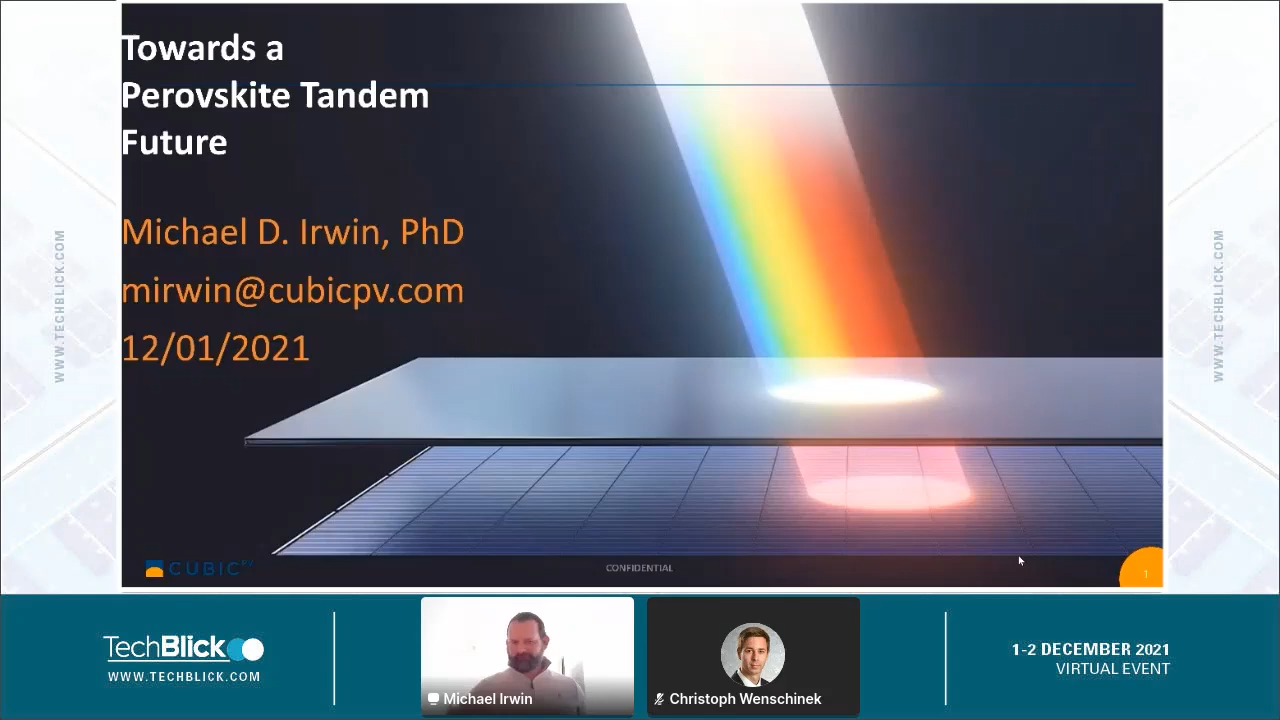 Towards a
Perovskite Tandem
Future
Michael D. Irwin, PhD
mirwin@cubicpv.com
12/01/2021
WWW.TECHBLICK.COM
WWW.TECHBLICK.COM
CUBICPV
CONFIDENTIAL
1
TechBlick
WWW.TECHBLICK.COM
Michael Irwin
Christoph Wenschinek
1-2 DECEMBER 2021
VIRTUAL EVENT